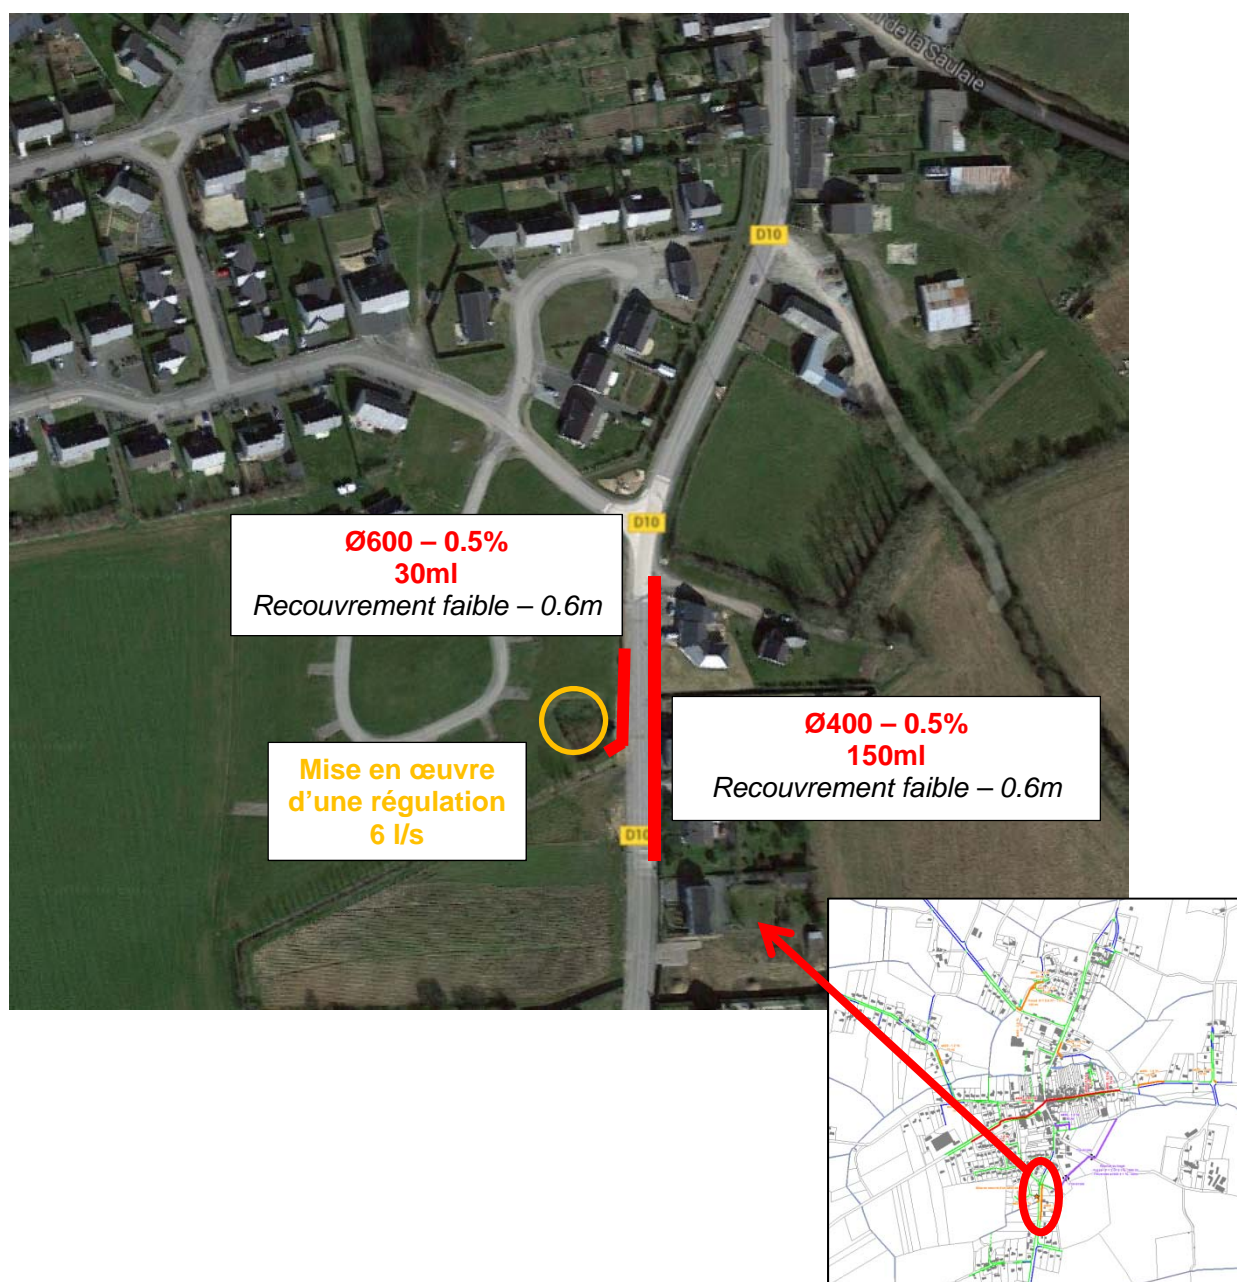 de la Saulaie
D10
D10
Ø600 – 0.5%
30ml
Recouvrement faible – 0.6m
Ø400 – 0.5%
150ml
Recouvrement faible – 0.6m
Mise en œuvre
d'une régulation
6 l/s
D10